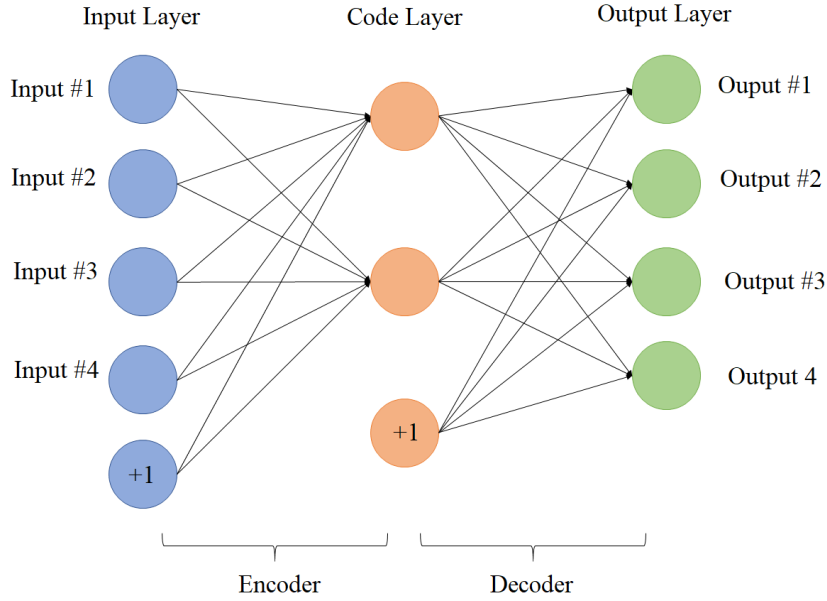 Input Layer
Code Layer
Output Layer
Input #1
Ouput #1
Input #2
Output #2
Input #3
Output #3
Input #4
Output 4
+1
+1
Encoder
Decoder